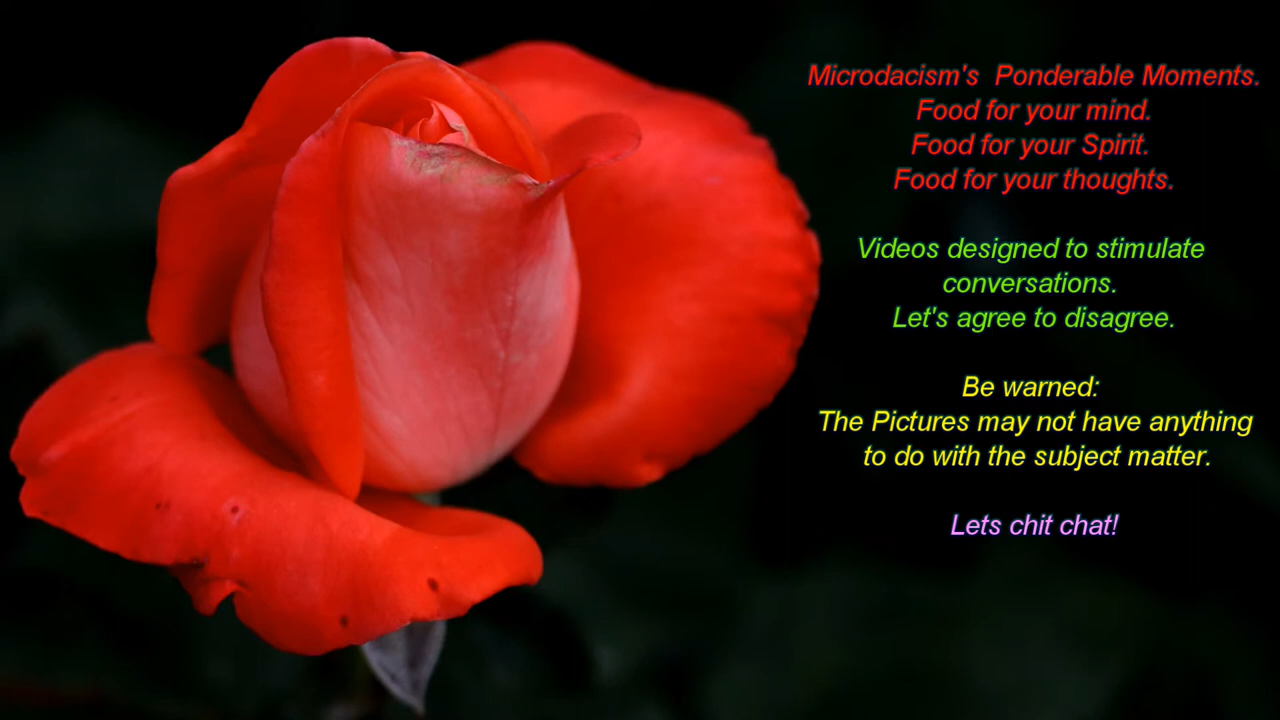 Microdacism's  Ponderable Moments.
Food for your mind.
Food for your Spirit.
Food for your thoughts.
Videos designed to stimulate
conversations.
Let's agree to disagree.
Be warned:
The Pictures may not have anything
to do with the subject matter.
Lets chit chat!